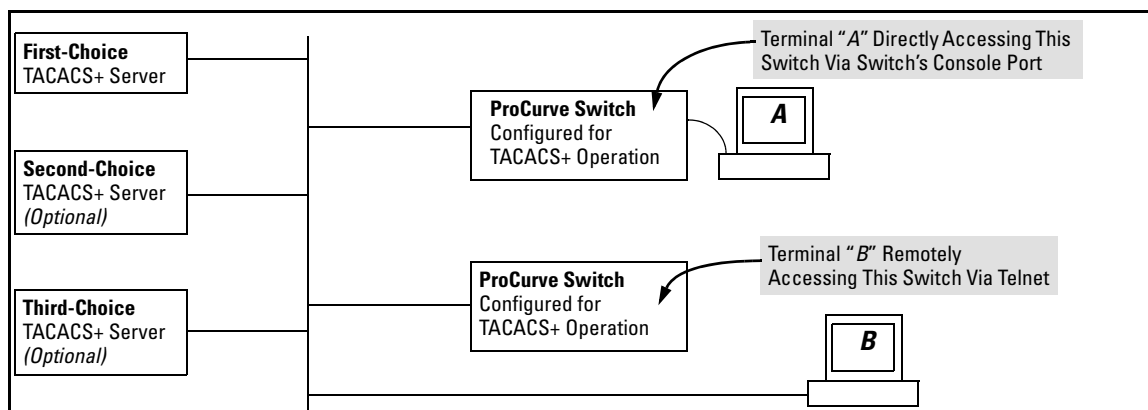 First-Choice
TACACS+ Server
Second-Choice
TACACS+ Server
(Optional)
Third-Choice
TACACS+ Server
(Optional)
Terminal “A” Directly Accessing This
Switch Via Switch’s Console Port
ProCurve Switch
Configured for
TACACS+ Operation
A
Terminal “B” Remotely
Accessing This Switch Via Telnet
ProCurve Switch
Configured for
TACACS+ Operation
B